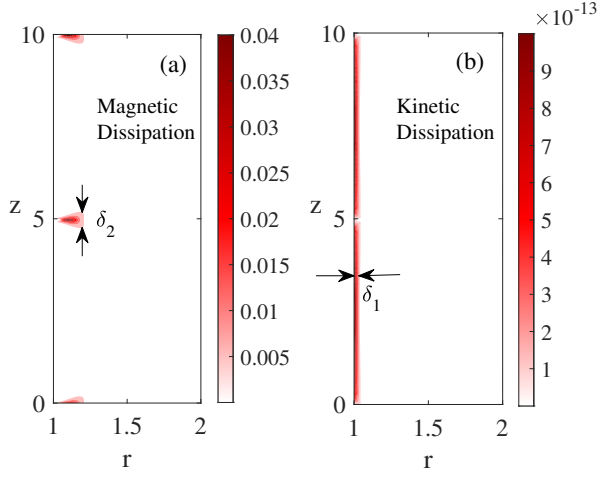 ×10⁻¹³
10
(a)
Magnetic
Dissipation
z
5
δ₂
0
1
1.5
2
r
0.04
0.035
0.03
0.025
0.02
0.015
0.01
0.005
10
(b)
Kinetic
Dissipation
z
5
δ₁
0
1
1.5
2
r
9
8
7
6
5
4
3
2
1